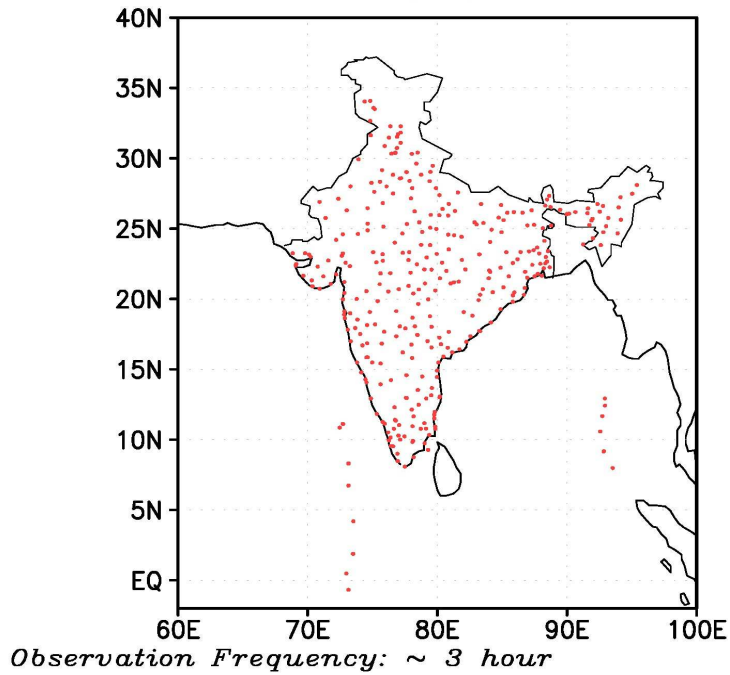 40N
35N
30N
25N
20N
15N
10N
5N
EQ
60E 70E 80E 90E 100E
Observation Frequency: ~ 3 hour